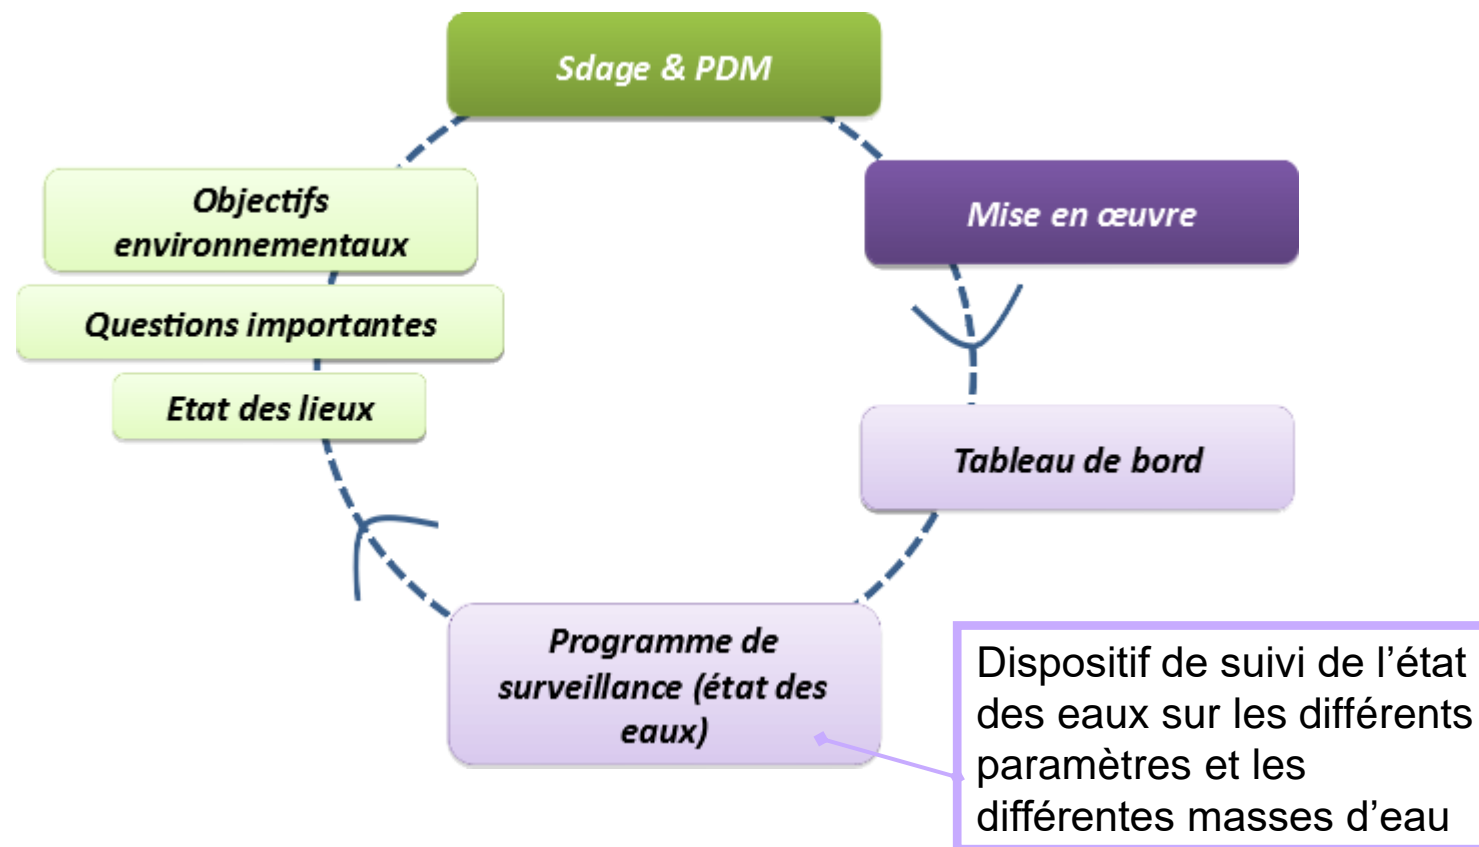 Sdage & PDM
Mise en œuvre
Objectifs
environnementaux
Questions importantes
Etat des lieux
Tableau de bord
Programme de
surveillance (état des
eaux)
Dispositif de suivi de l’état
des eaux sur les différents
paramètres et les
différentes masses d’eau